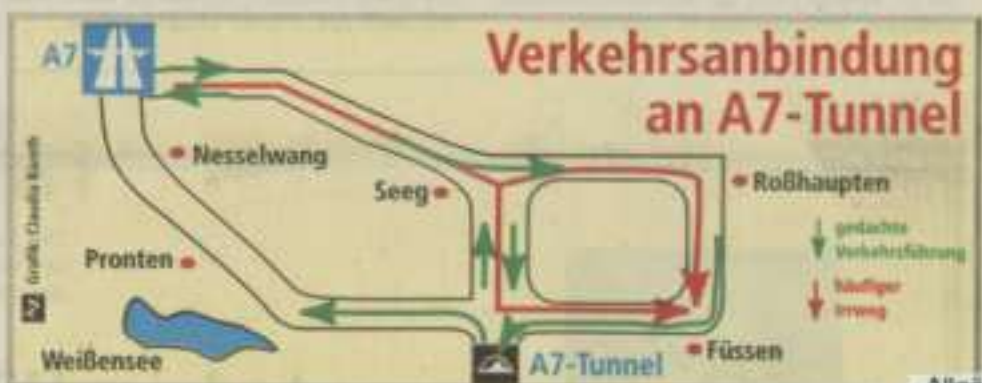 A7
Verkehrsanbindung
an A7-Tunnel
Nesselwang
Seeg
Roßhaupten
gedachte
Verkehrsführung
Pronten
häufiger
Irrweg
Weißensee
A7-Tunnel
Füssen
AZ Grafik: Claudia